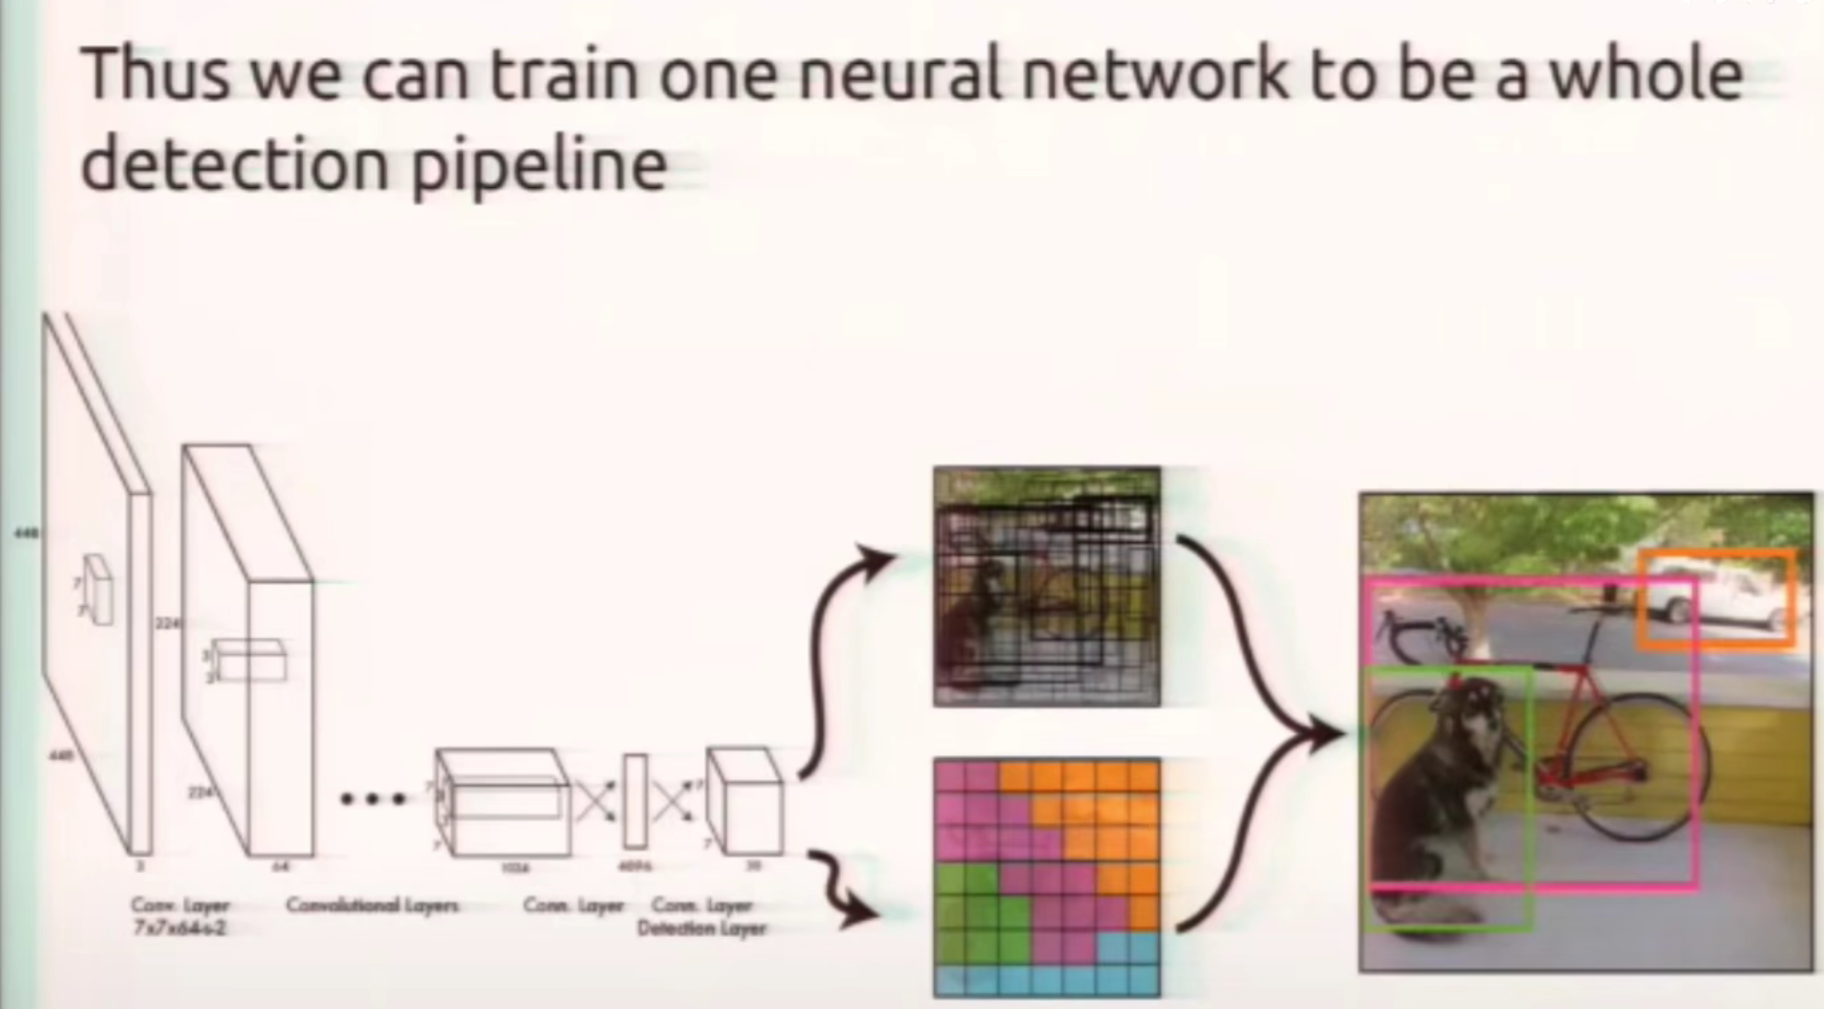 Thus we can train one neural network to be a whole
detection pipeline
448
7
7
224
3
448
224
7
7
7
7
3
64
1024
4096
30
Conv. Layer
7x7x64-s-2
Convolutional Layers
Conn. Layer
Conn. Layer
Detection Layer